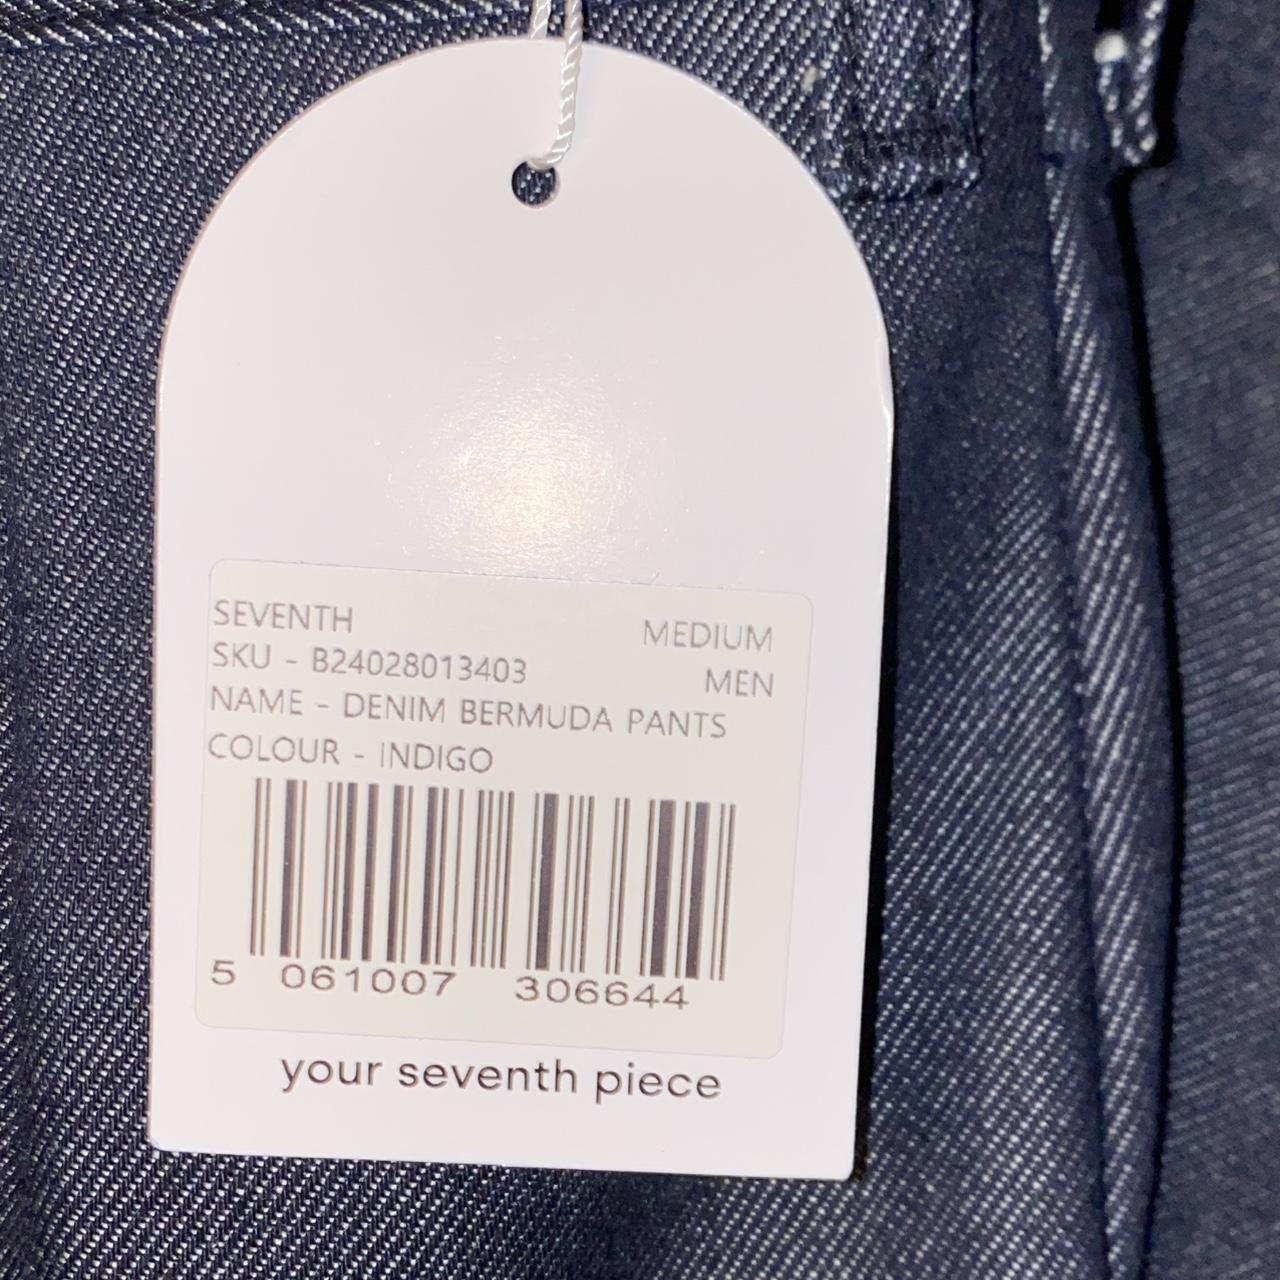 SEVENTH MEDIUM
SKU - B24028013403 MEN
NAME - DENIM BERMUDA PANTS
COLOUR - INDIGO
5 061007 306644
your seventh piece